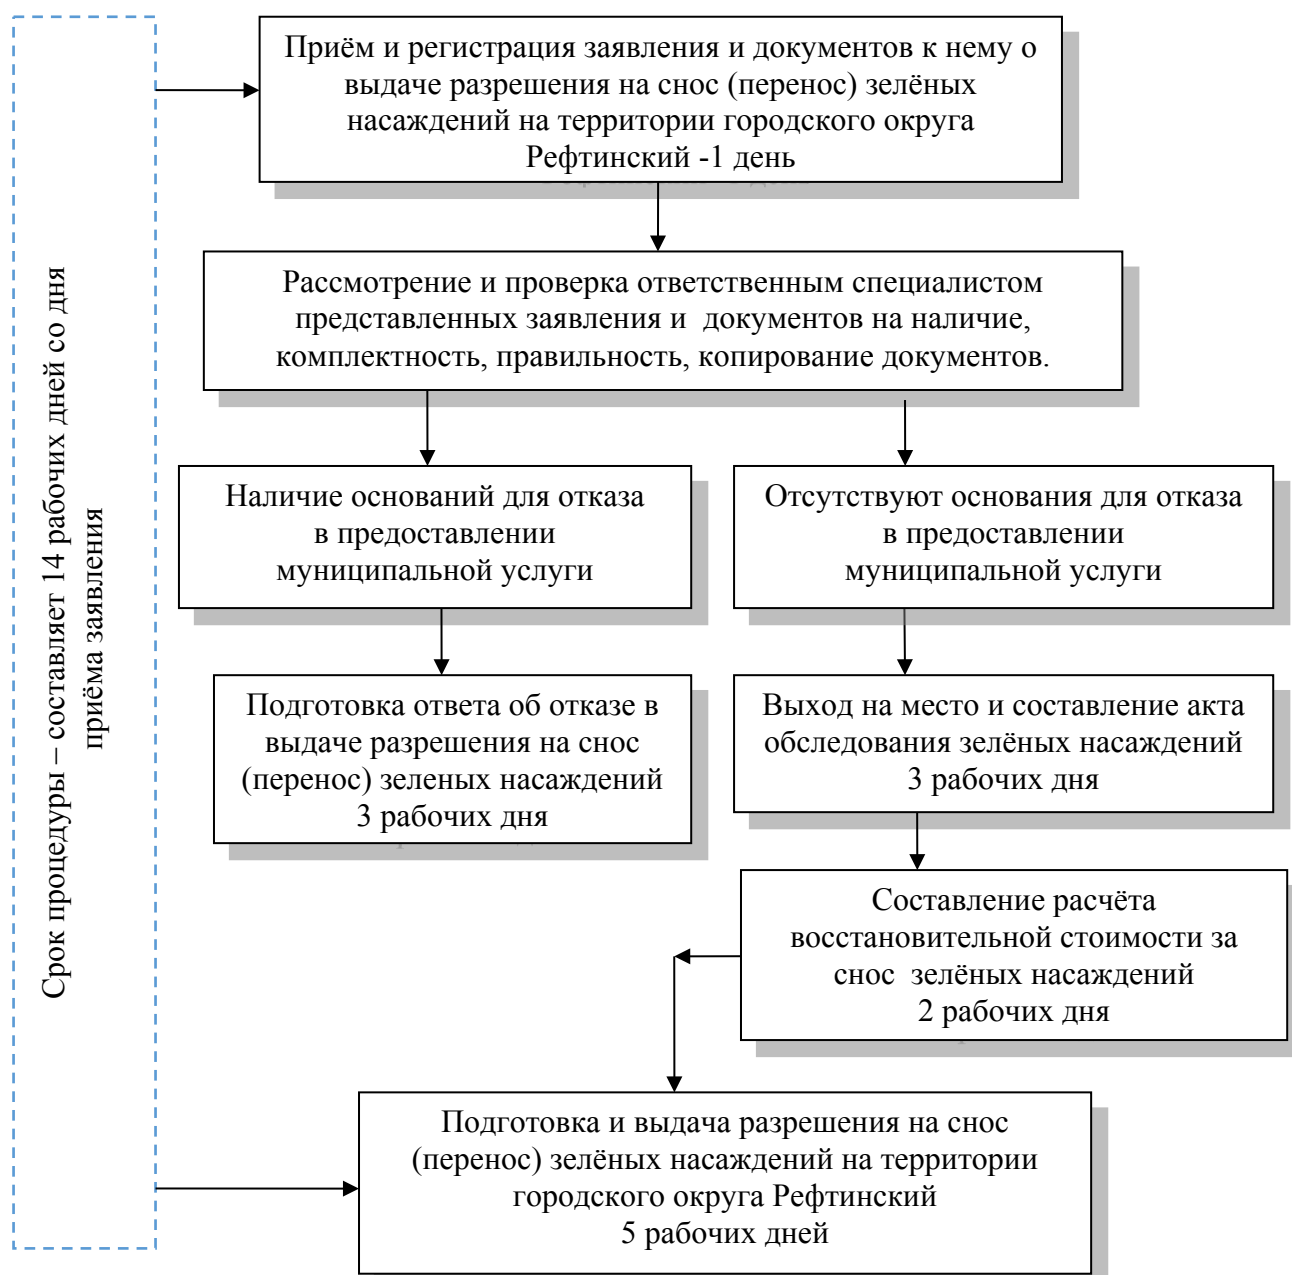 Приём и регистрация заявления и документов к нему о
выдаче разрешения на снос (перенос) зелёных
насаждений на территории городского округа
Рефтинский -1 день
Рассмотрение и проверка ответственным специалистом
представленных заявления и  документов на наличие,
комплектность, правильность, копирование документов.
Срок процедуры – составляет 14 рабочих дней со дня
приёма заявления
Наличие оснований для отказа
в предоставлении
муниципальной услуги
Отсутствуют основания для отказа
в предоставлении
муниципальной услуги
Подготовка ответа об отказе в
выдаче разрешения на снос
(перенос) зеленых насаждений
3 рабочих дня
Выход на место и составление акта
обследования зелёных насаждений
3 рабочих дня
Составление расчёта
восстановительной стоимости за
снос  зелёных насаждений
2 рабочих дня
Подготовка и выдача разрешения на снос
(перенос) зелёных насаждений на территории
городского округа Рефтинский
5 рабочих дней